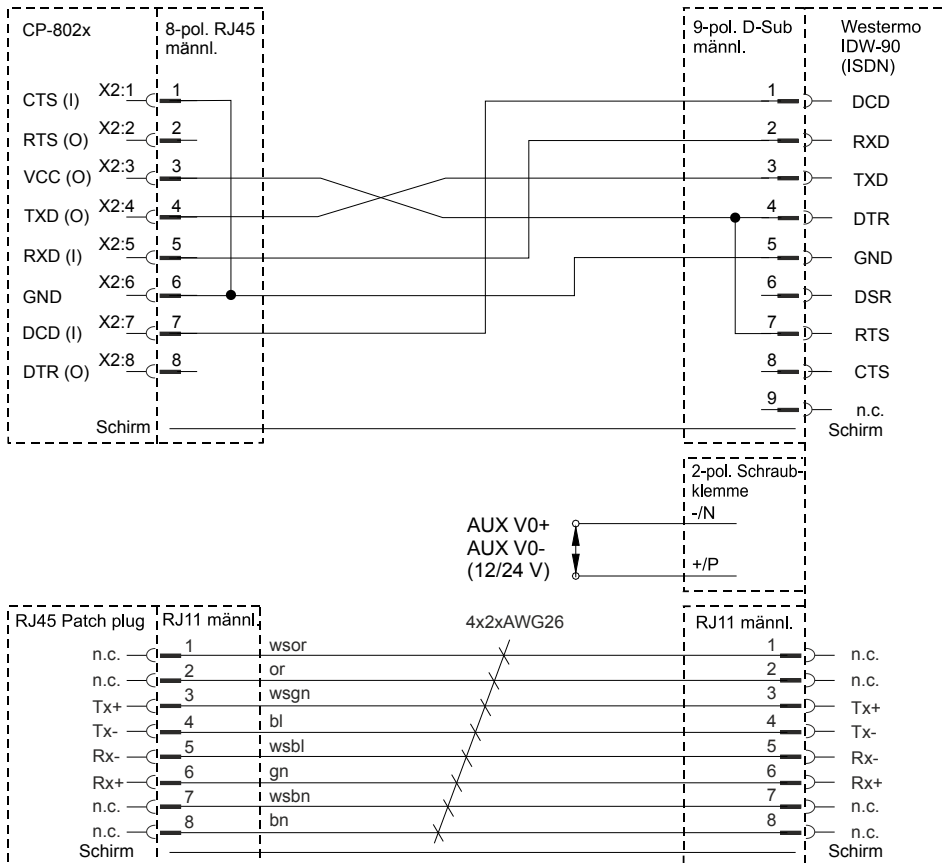 CP-802x
8-pol. RJ45
männl.
9-pol. D-Sub
männl.
Westermo
IDW-90
(ISDN)
CTS (I) X2:1 1
1 DCD
RTS (O) X2:2 2
2 RXD
VCC (O) X2:3 3
3 TXD
TXD (O) X2:4 4
4 DTR
RXD (I) X2:5 5
5 GND
GND X2:6 6
6 DSR
DCD (I) X2:7 7
7 RTS
DTR (O) X2:8 8
8 CTS
9 n.c.
Schirm
Schirm
2-pol. Schraub-
klemme
-/N
AUX V0+
AUX V0-
(12/24 V)
+/P
RJ45 Patch plug
RJ11 männl.
4x2xAWG26
RJ11 männl.
n.c. 1 wsor 1 n.c.
n.c. 2 or 2 n.c.
Tx+ 3 wsgn 3 Tx+
Tx- 4 bl 4 Tx-
Rx- 5 wsbl 5 Rx-
Rx+ 6 gn 6 Rx+
n.c. 7 wsbn 7 n.c.
n.c. 8 bn 8 n.c.
Schirm
Schirm